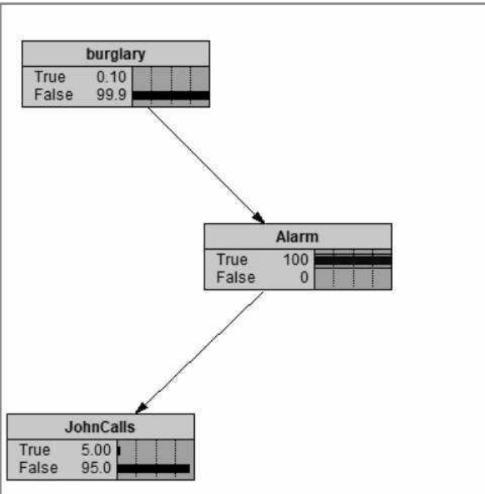 burglary
True 0.10
False 99.9
Alarm
True 100
False 0
JohnCalls
True 5.00
False 95.0